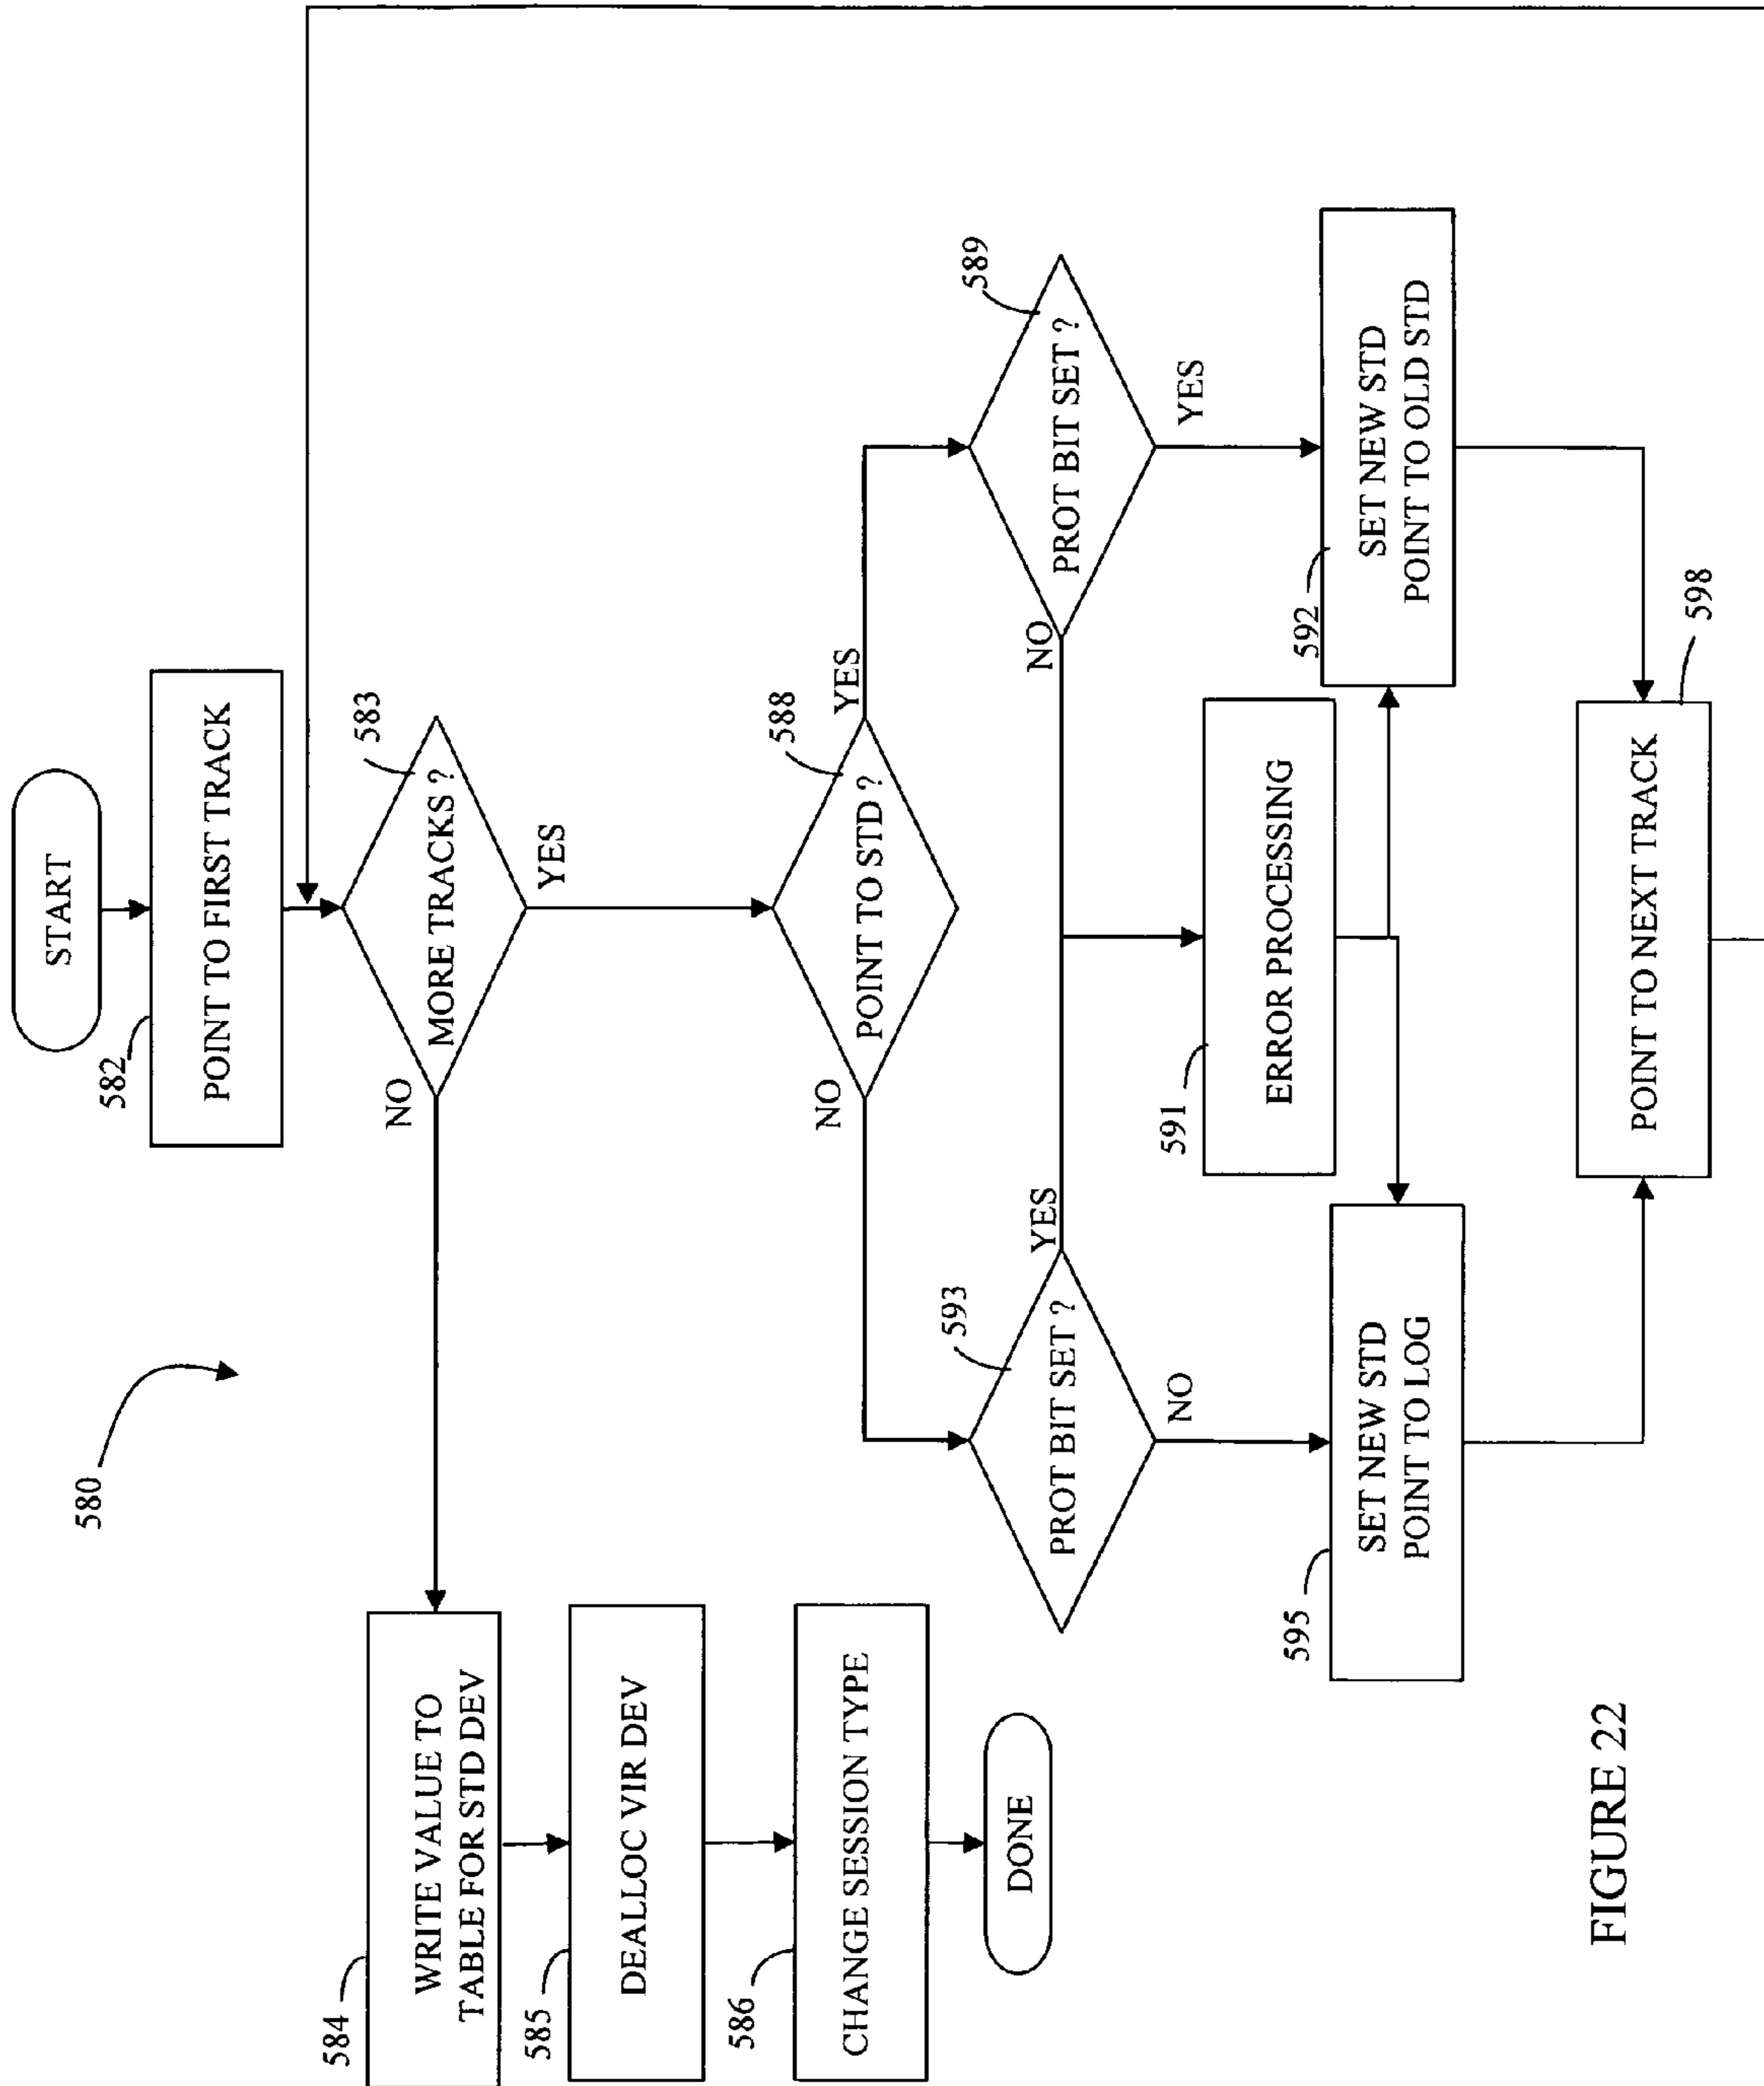 START
582
POINT TO FIRST TRACK
583
MORE TRACKS ?
NO
YES
580
584
WRITE VALUE TO
TABLE FOR STD DEV
585
DEALLOC VIR DEV
586
CHANGE SESSION TYPE
DONE
588
POINT TO STD ?
NO
YES
593
PROT BIT SET ?
YES
NO
589
PROT BIT SET ?
NO
YES
591
ERROR PROCESSING
595
SET NEW STD
POINT TO LOG
592
SET NEW STD
POINT TO OLD STD
598
POINT TO NEXT TRACK
FIGURE 22